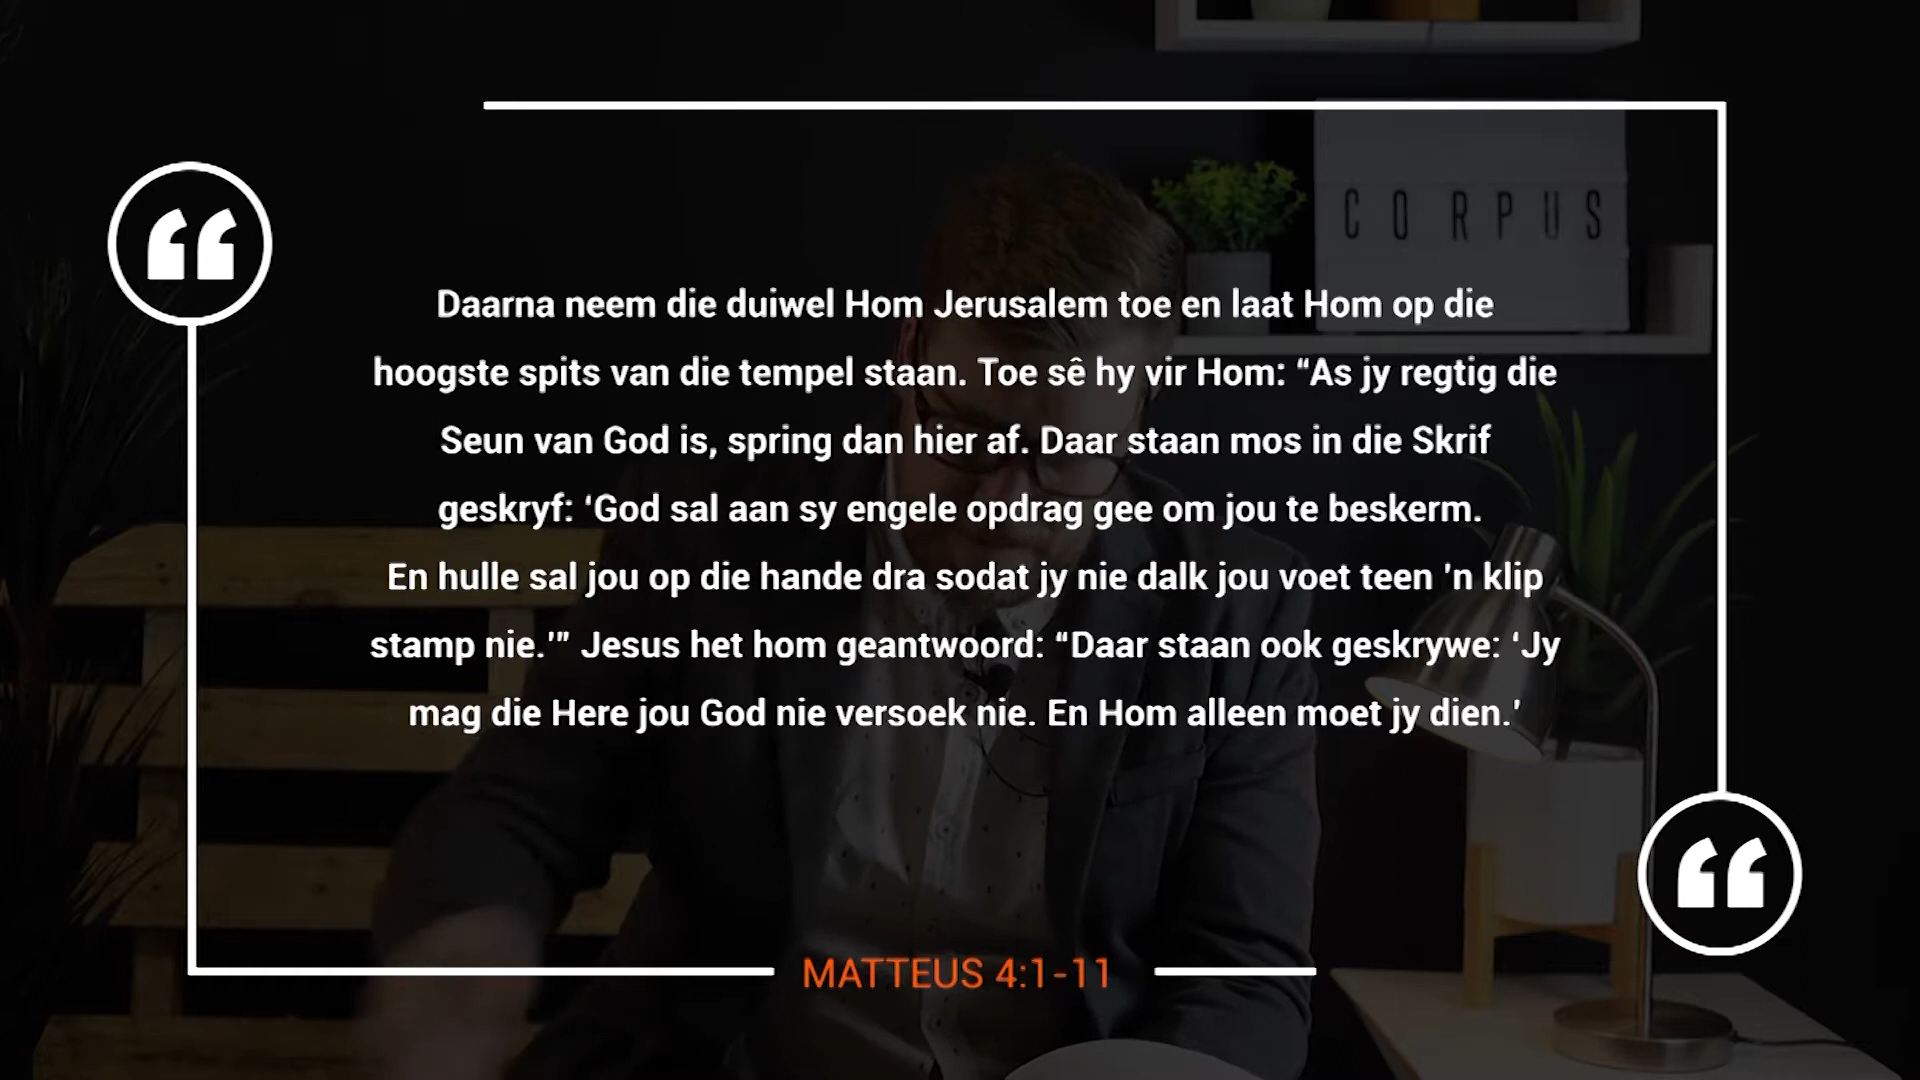 CORPUS
Daarna neem die duiwel Hom Jerusalem toe en laat Hom op die
hoogste spits van die tempel staan. Toe sê hy vir Hom: “As jy regtig die
Seun van God is, spring dan hier af. Daar staan mos in die Skrif
geskryf: ‘God sal aan sy engele opdrag gee om jou te beskerm.
En hulle sal jou op die hande dra sodat jy nie dalk jou voet teen ’n klip
stamp nie.’” Jesus het hom geantwoord: “Daar staan ook geskrywe: ‘Jy
mag die Here jou God nie versoek nie. En Hom alleen moet jy dien.’
MATTEUS 4:1-11